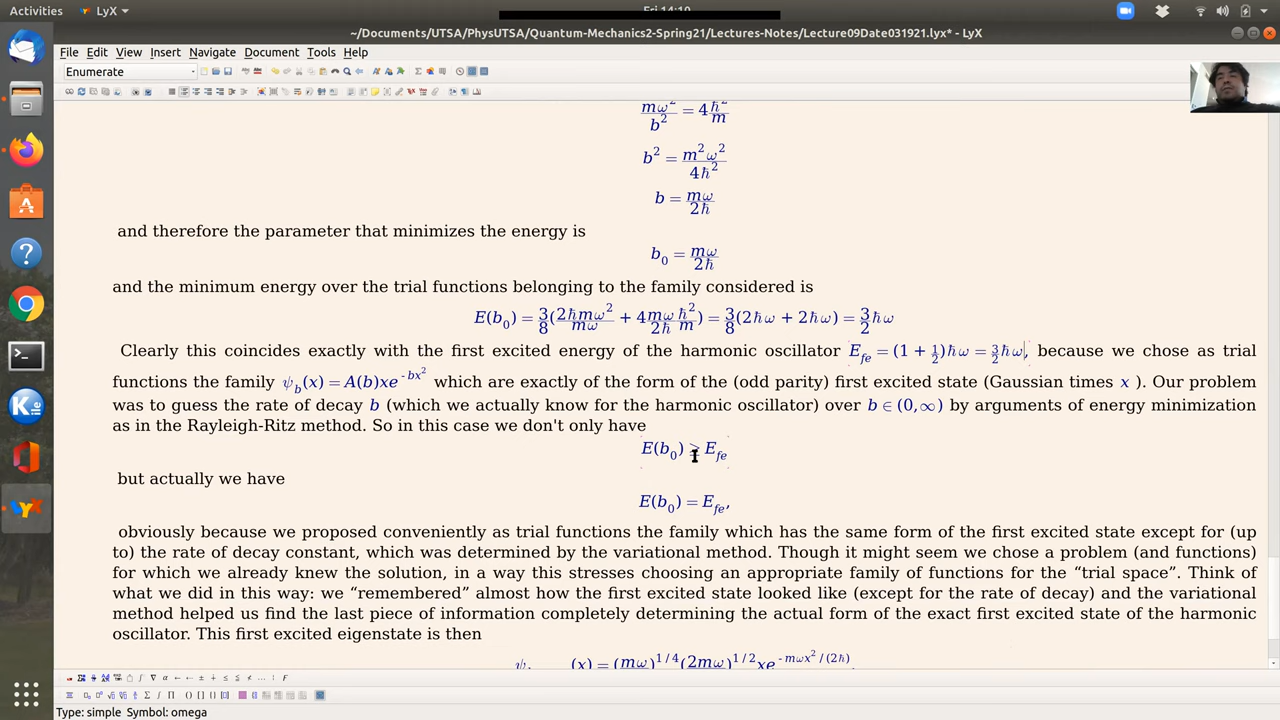 Activities
LyX
Fri 14:10
~/Documents/UTSA/PhysUTSA/Quantum-Mechanics2-Spring21/Lectures-Notes/Lecture09Date031921.lyx* - LyX
File Edit View Insert Navigate Document Tools Help
Enumerate
mω²/b² = 4ℏ²/m
b² = m²ω²/4ℏ²
b = mω/2ℏ
and therefore the parameter that minimizes the energy is
b₀ = mω/2ℏ
and the minimum energy over the trial functions belonging to the family considered is
E(b₀) = 3/8(2ℏmω²/mω + 4mω/2ℏ ℏ²/m) = 3/8(2ℏω + 2ℏω) = 3/2ℏω
Clearly this coincides exactly with the first excited energy of the harmonic oscillator E_fe = (1 + 1/2)ℏω = 3/2ℏω, because we chose as trial
functions the family ψ_b(x) = A(b)xe^{-bx²} which are exactly of the form of the (odd parity) first excited state (Gaussian times x ). Our problem
was to guess the rate of decay b (which we actually know for the harmonic oscillator) over b ∈ (0,∞) by arguments of energy minimization
as in the Rayleigh-Ritz method. So in this case we don't only have
E(b₀) ≥ E_fe
but actually we have
E(b₀) = E_fe,
obviously because we proposed conveniently as trial functions the family which has the same form of the first excited state except for (up
to) the rate of decay constant, which was determined by the variational method. Though it might seem we chose a problem (and functions)
for which we already knew the solution, in a way this stresses choosing an appropriate family of functions for the “trial space”. Think of
what we did in this way: we “remembered” almost how the first excited state looked like (except for the rate of decay) and the variational
method helped us find the last piece of information completely determining the actual form of the exact first excited state of the harmonic
oscillator. This first excited eigenstate is then
(x) = (mω)^{1/4}(2mω)^{1/2}xe^{-mωx²/(2ℏ)}
Type: simple Symbol: omega